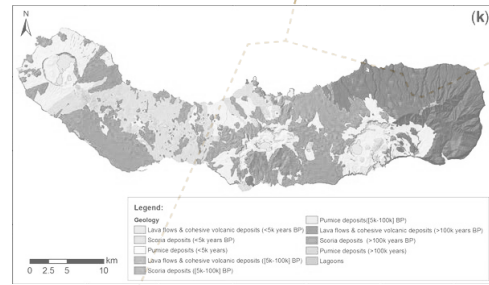 (k)
N
Legend:
Geology
Lava flows & cohesive volcanic deposits (<5k years BP)
Scoria deposits (<5k years BP)
Pumice deposits (<5k years)
Lava flows & cohesive volcanic deposits ([5k-100k] BP)
Scoria deposits ([5k-100k] BP)
Pumice deposits([5k-100k] BP)
Lava flows & cohesive volcanic deposits (>100k years BP)
Scoria deposits (>100k years BP)
Pumice deposits (>100k years)
Lagoons
km
0 2.5 5 10